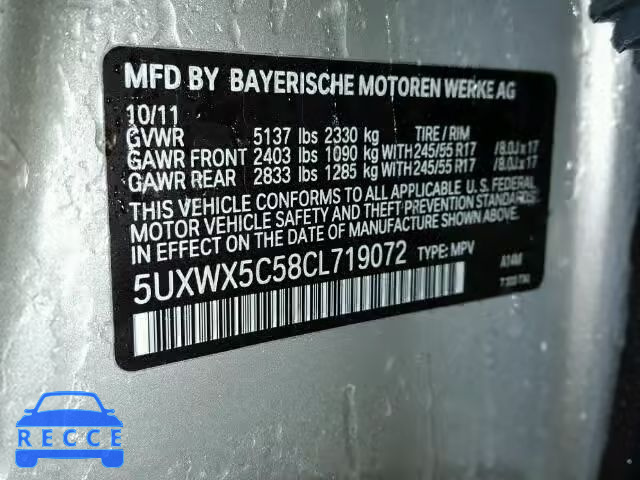 MFD BY BAYERISCHE MOTOREN WERKE AG
10/11
GVWR 5137 lbs 2330 kg TIRE / RIM
GAWR FRONT 2403 lbs 1090 kg WITH 245/55 R17 /8.0J x 17
GAWR REAR 2833 lbs 1285 kg WITH 245/55 R17 /8.0J x 17
THIS VEHICLE CONFORMS TO ALL APPLICABLE U. S. FEDERAL
MOTOR VEHICLE SAFETY AND THEFT PREVENTION STANDARDS
IN EFFECT ON THE DATE OF MANUFACTURE SHOWN ABOVE.
5UXWX5C58CL719072 TYPE: MPV A14M
RECCE